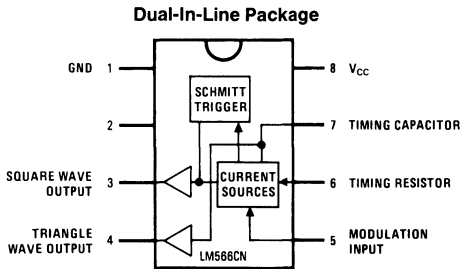 Dual-In-Line Package
GND 1
8 VCC
SCHMITT
TRIGGER
2
7 TIMING CAPACITOR
SQUARE WAVE
OUTPUT 3
CURRENT
SOURCES
6 TIMING RESISTOR
TRIANGLE
WAVE OUTPUT 4
5 MODULATION
INPUT
LM566CN